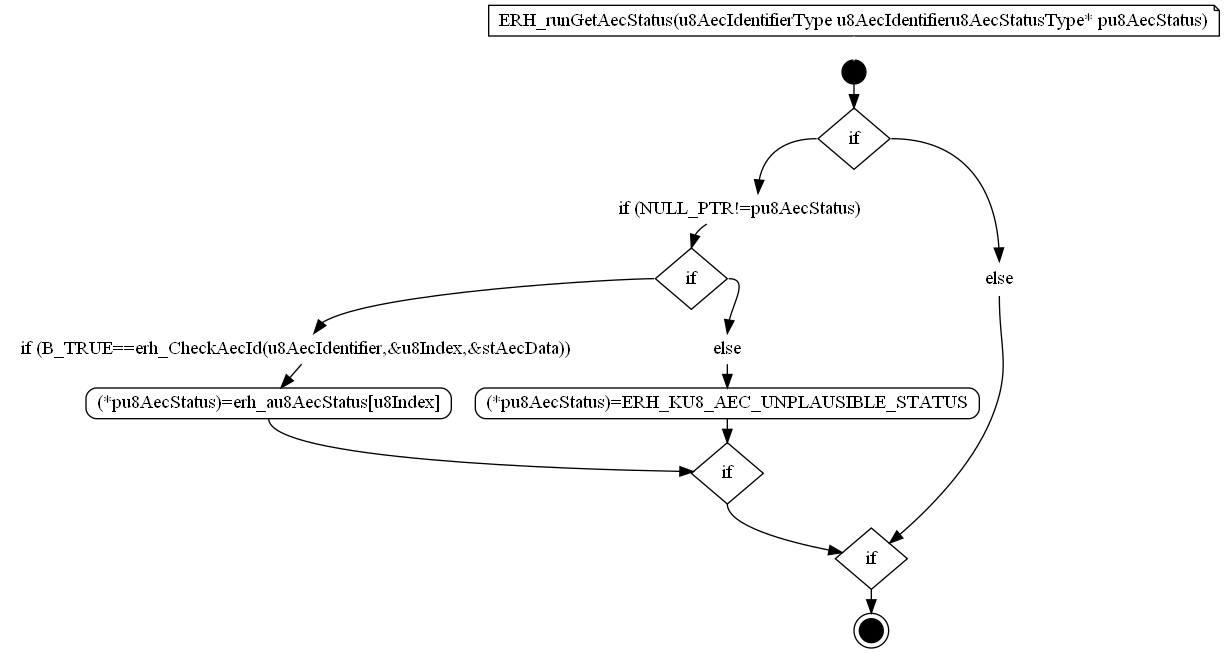 ERH_runGetAecStatus(u8AecIdentifierType u8AecIdentifieru8AecStatusType* pu8AecStatus)
if
if (NULL_PTR!=pu8AecStatus)
if
else
if (B_TRUE==erh_CheckAecId(u8AecIdentifier,&u8Index,&stAecData))
else
(*pu8AecStatus)=erh_au8AecStatus[u8Index]
(*pu8AecStatus)=ERH_KU8_AEC_UNPLAUSIBLE_STATUS
if
if